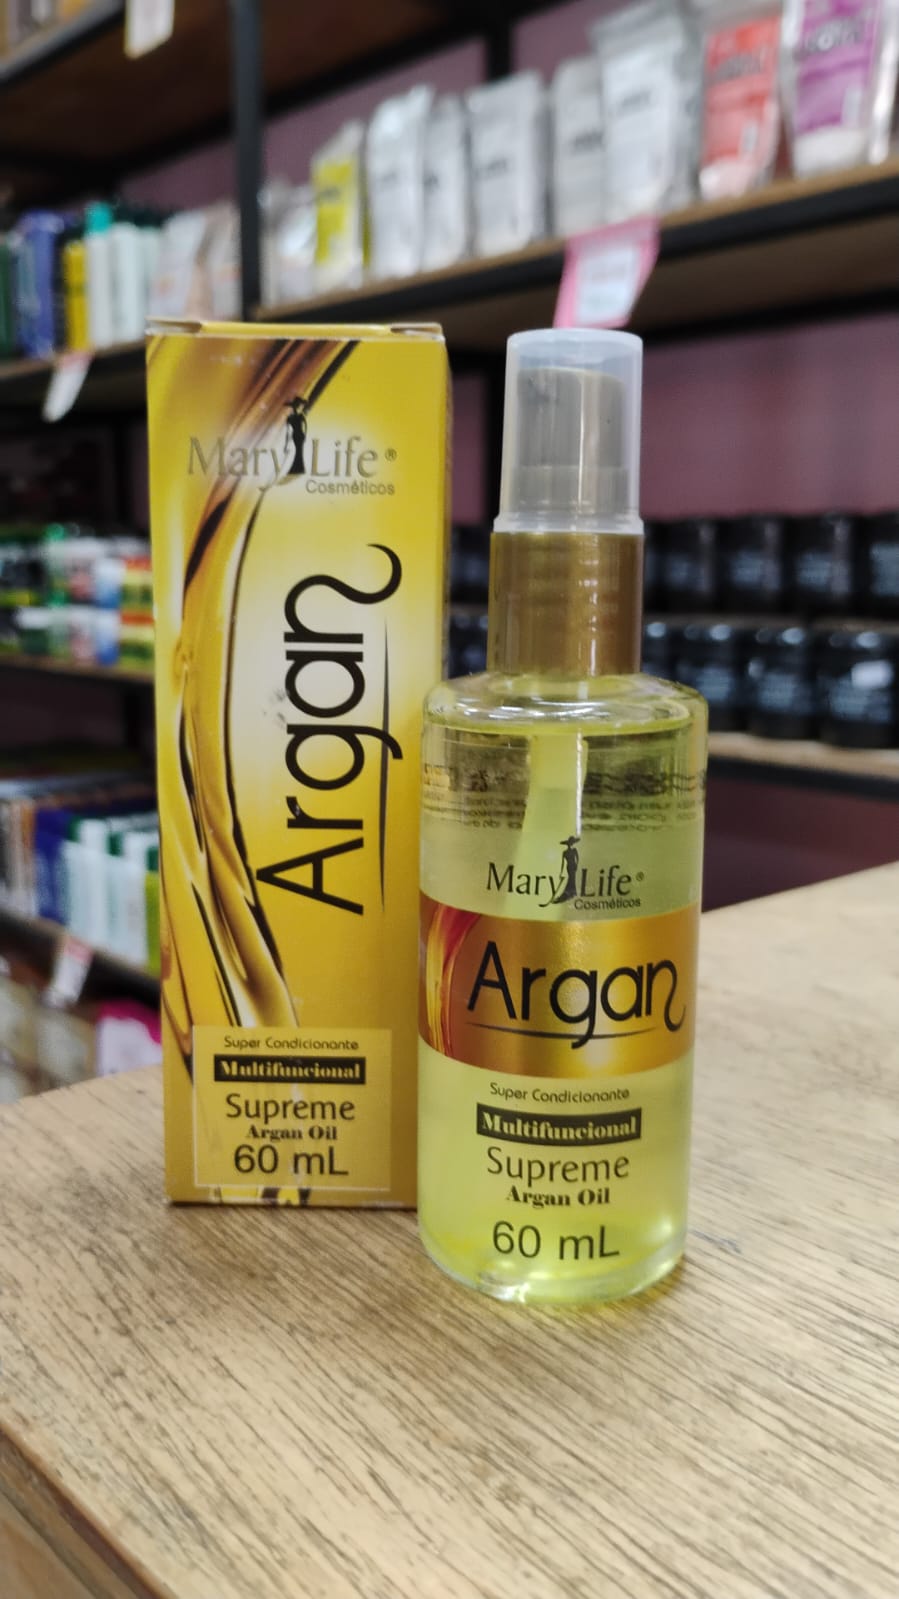 Mary Life ®
Cosméticos
Argan
Super Condicionante
Multifuncional
Supreme
Argan Oil
60 mL
Mary Life ®
Cosméticos
Argan
Super Condicionante
Multifuncional
Supreme
Argan Oil
60 mL